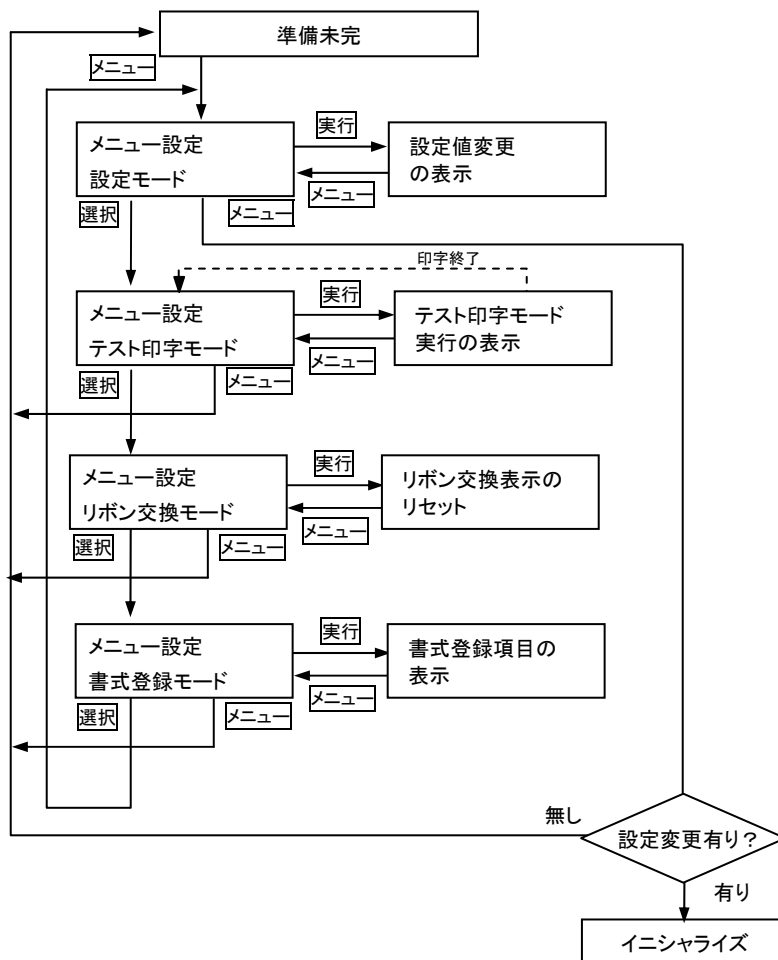 準備未完
メニュー
メニュー設定
設定モード
実行
設定値変更
の表示
メニュー
選択
メニュー
印字終了
メニュー設定
テスト印字モード
実行
テスト印字モード
実行の表示
メニュー
選択
メニュー
メニュー設定
リボン交換モード
実行
リボン交換表示の
リセット
メニュー
選択
メニュー
メニュー設定
書式登録モード
実行
書式登録項目の
表示
メニュー
選択
メニュー
無し
設定変更有り?
有り
イニシャライズ